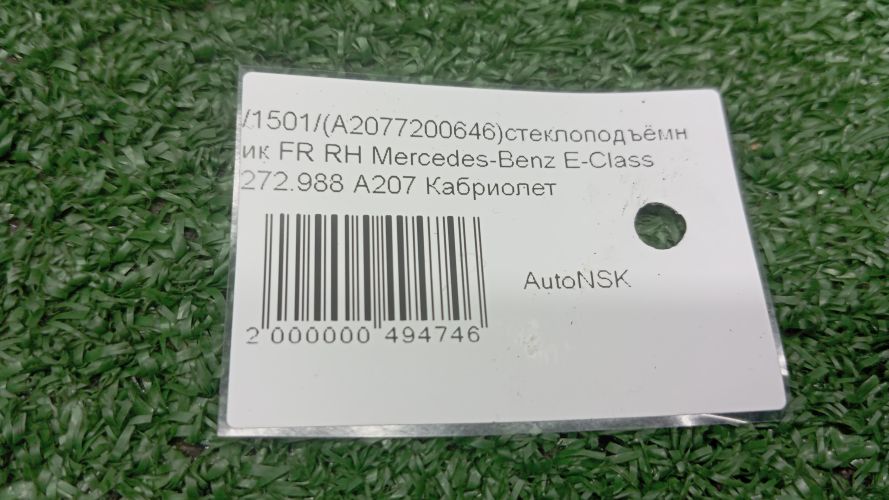 /1501/(A2077200646)стеклоподъёмн
ик FR RH Mercedes-Benz E-Class
272.988 A207 Кабриолет
AutoNSK
2 000000 494746